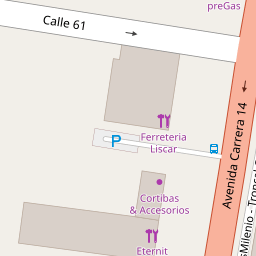 preGas
Calle 61
P
Ferreteria
Liscar
Avenida Carrera 14
Cortibas
& Accesorios
Eternit